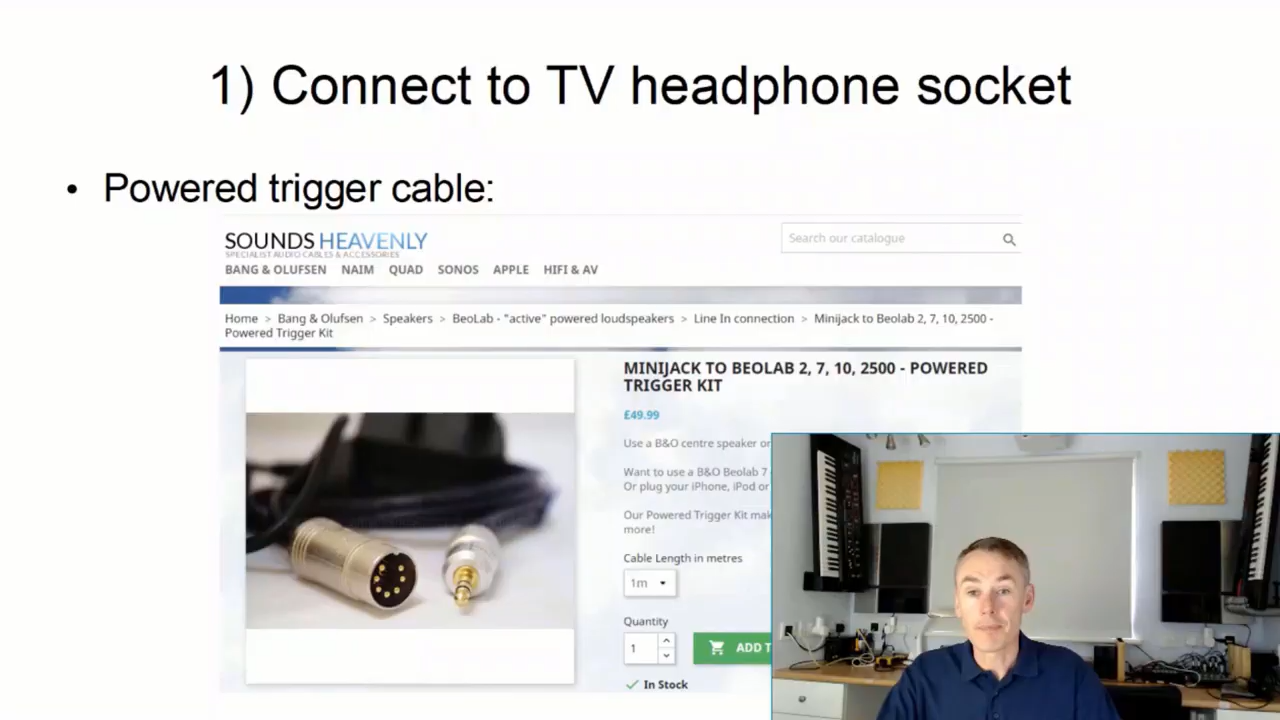 1) Connect to TV headphone socket
• Powered trigger cable:
SOUNDS HEAVENLY
SPECIALIST AUDIO CABLES & ACCESSORIES
Search our catalogue
BANG & OLUFSEN NAIM QUAD SONOS APPLE HIFI & AV
Home > Bang & Olufsen > Speakers > BeoLab - "active" powered loudspeakers > Line In connection > Minijack to Beolab 2, 7, 10, 2500 -
Powered Trigger Kit
MINIJACK TO BEOLAB 2, 7, 10, 2500 - POWERED
TRIGGER KIT
£49.99
Use a B&O centre speaker or
Want to use a B&O Beolab 7
Or plug your iPhone, iPod or
Our Powered Trigger Kit mak
more!
Cable Length in metres
1m
Quantity
1
ADD T
In Stock